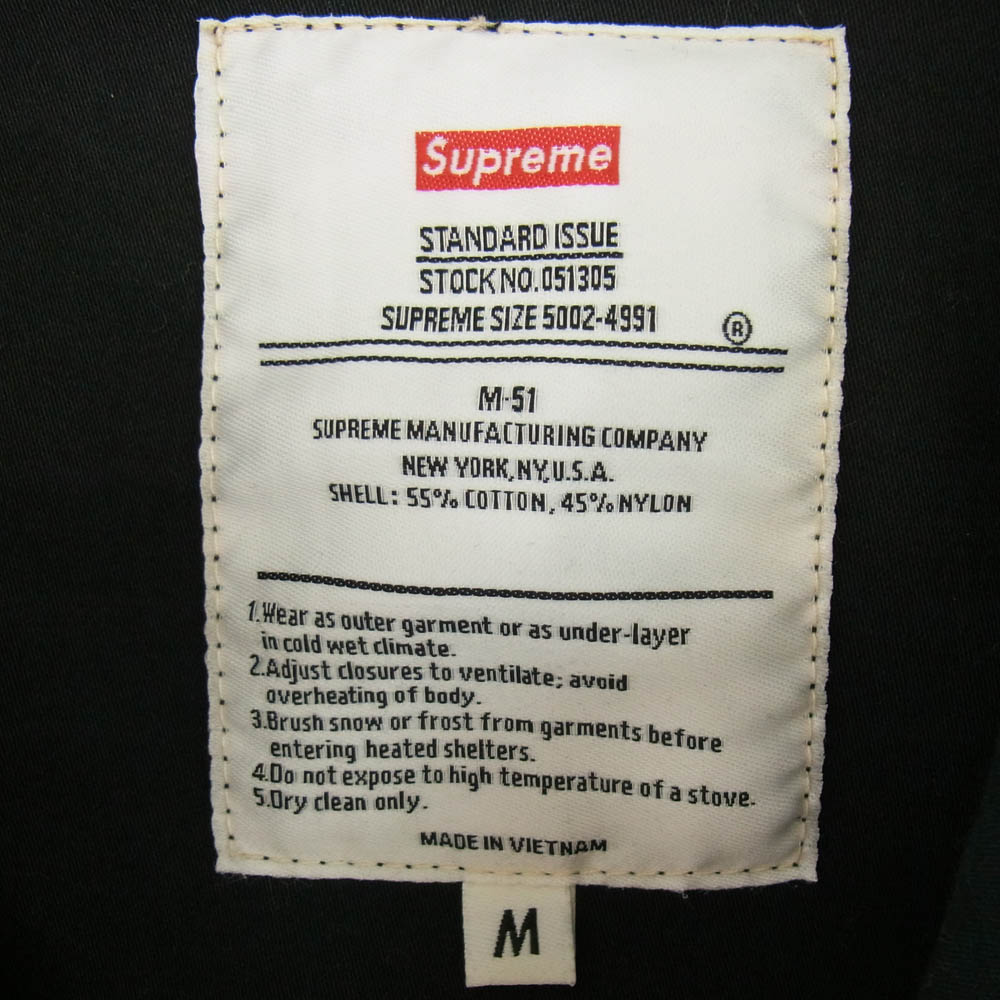 Supreme
STANDARD ISSUE
STOCK NO. 051305
SUPREME SIZE 5002-4991 ®
M-51
SUPREME MANUFACTURING COMPANY
NEW YORK, NY, U.S.A.
SHELL: 55% COTTON, 45% NYLON
1.Wear as outer garment or as under-layer
in cold wet climate.
2.Adjust closures to ventilate; avoid
overheating of body.
3.Brush snow or frost from garments before
entering heated shelters.
4.Do not expose to high temperature of a stove.
5.Dry clean only.
MADE IN VIETNAM
M